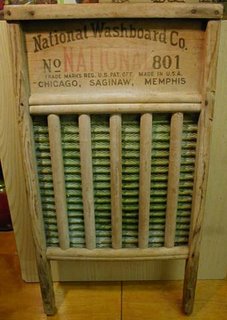 National Washboard Co.
No NATIONAL 801
TRADE MARKS REG. U.S. PAT. OFF. MADE IN U.S.A.
CHICAGO, SAGINAW, MEMPHIS